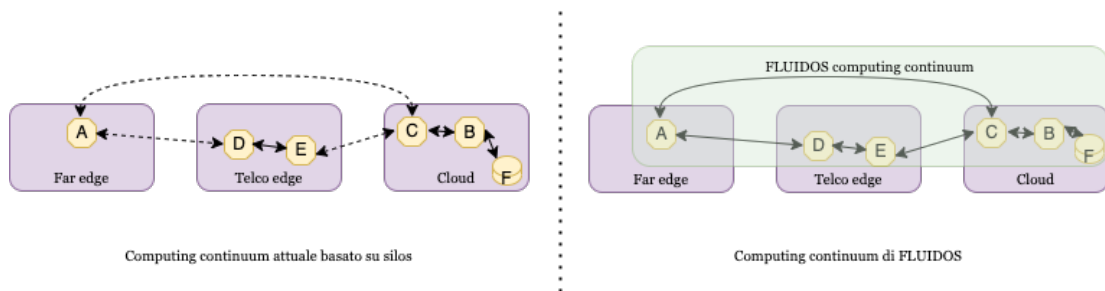 A
D
E
C
B
F
Far edge
Telco edge
Cloud
Computing continuum attuale basato su silos
FLUIDOS computing continuum
A
D
E
C
B
F
Far edge
Telco edge
Cloud
Computing continuum di FLUIDOS